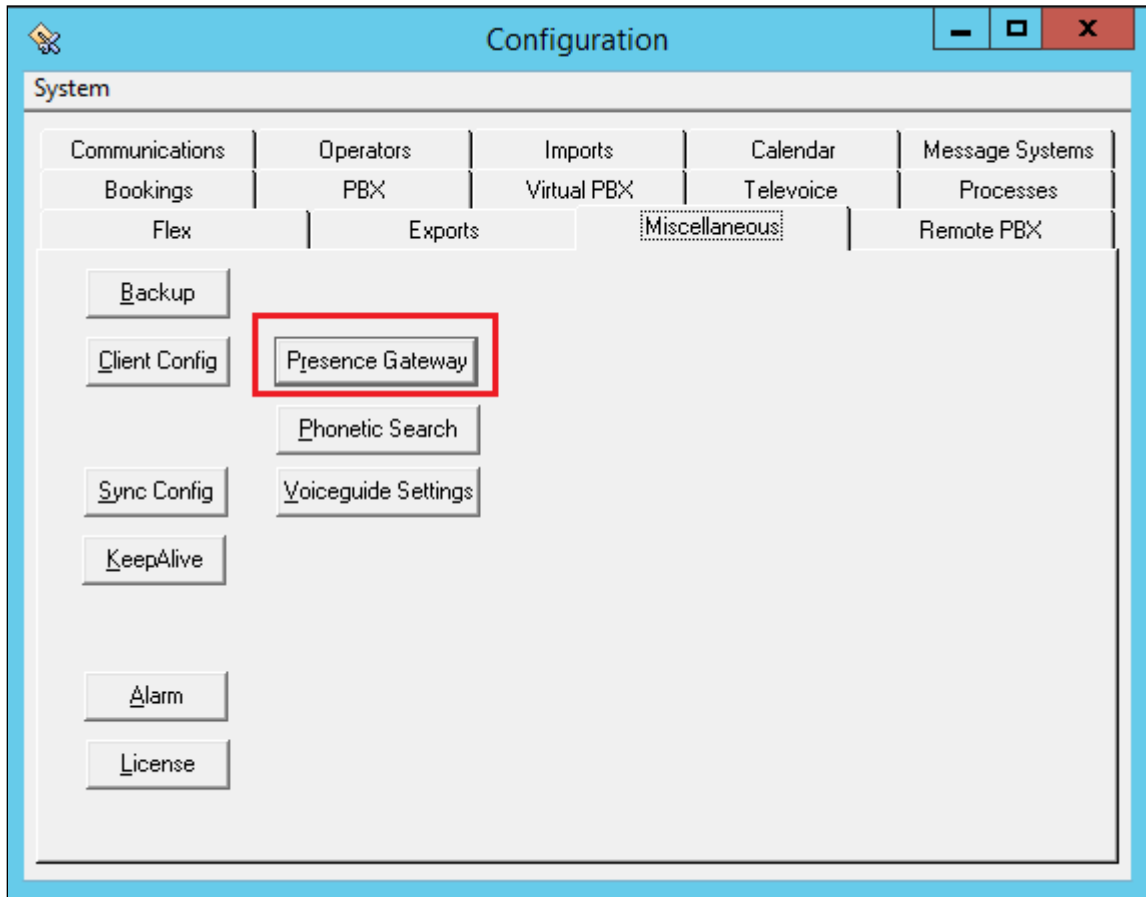 Configuration
System
Communications Operators Imports Calendar Message Systems
Bookings PBX Virtual PBX Televoice Processes
Flex Exports Miscellaneous Remote PBX
Backup
Client Config Presence Gateway
Phonetic Search
Sync Config Voiceguide Settings
KeepAlive
Alarm
License